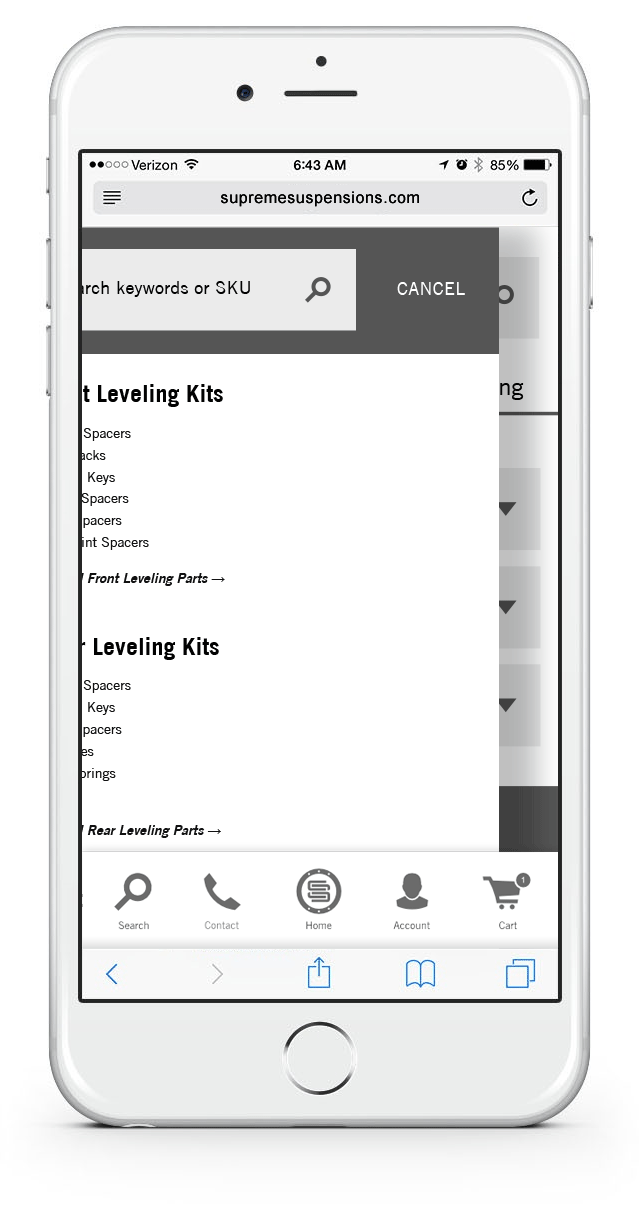 Verizon 6:43 AM 85%
supremesuspensions.com
rch keywords or SKU CANCEL
t Leveling Kits ng
Spacers
acks
Keys
Spacers
pacers
int Spacers
Front Leveling Parts →
r Leveling Kits
Spacers
Keys
pacers
es
prings
Rear Leveling Parts →
1
Search Contact Home Account Cart